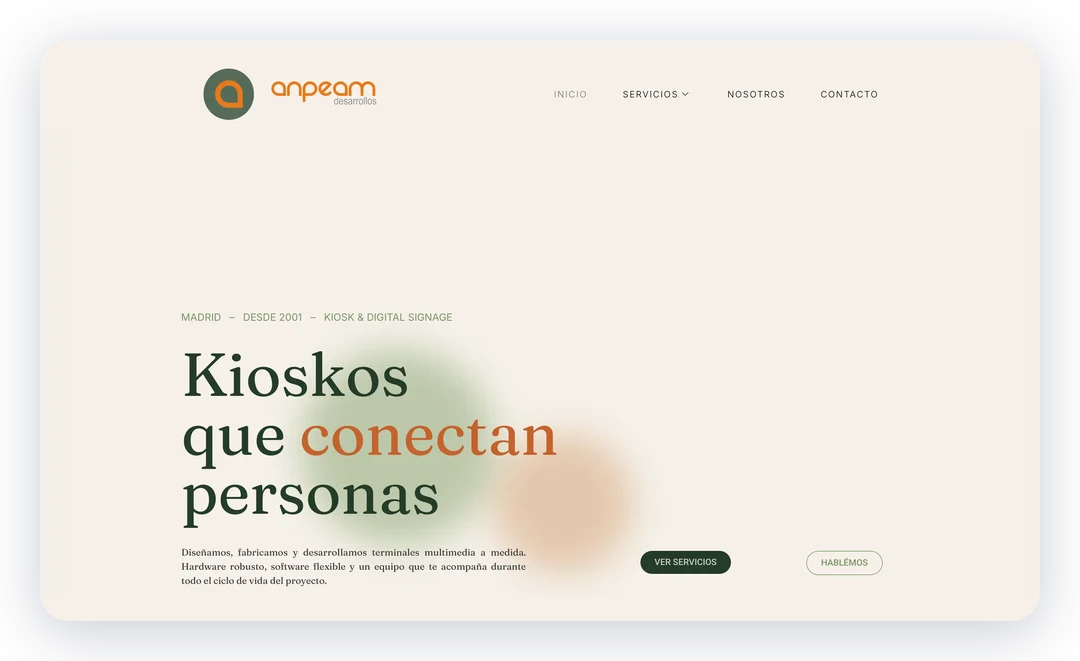 anpeam
desarrollos
INICIO
SERVICIOS
NOSOTROS
CONTACTO
MADRID – DESDE 2001 – KIOSK & DIGITAL SIGNAGE
Kioskos
que conectan
personas
Diseñamos, fabricamos y desarrollamos terminales multimedia a medida.
Hardware robusto, software flexible y un equipo que te acompaña durante
todo el ciclo de vida del proyecto.
VER SERVICIOS
HABLÉMOS